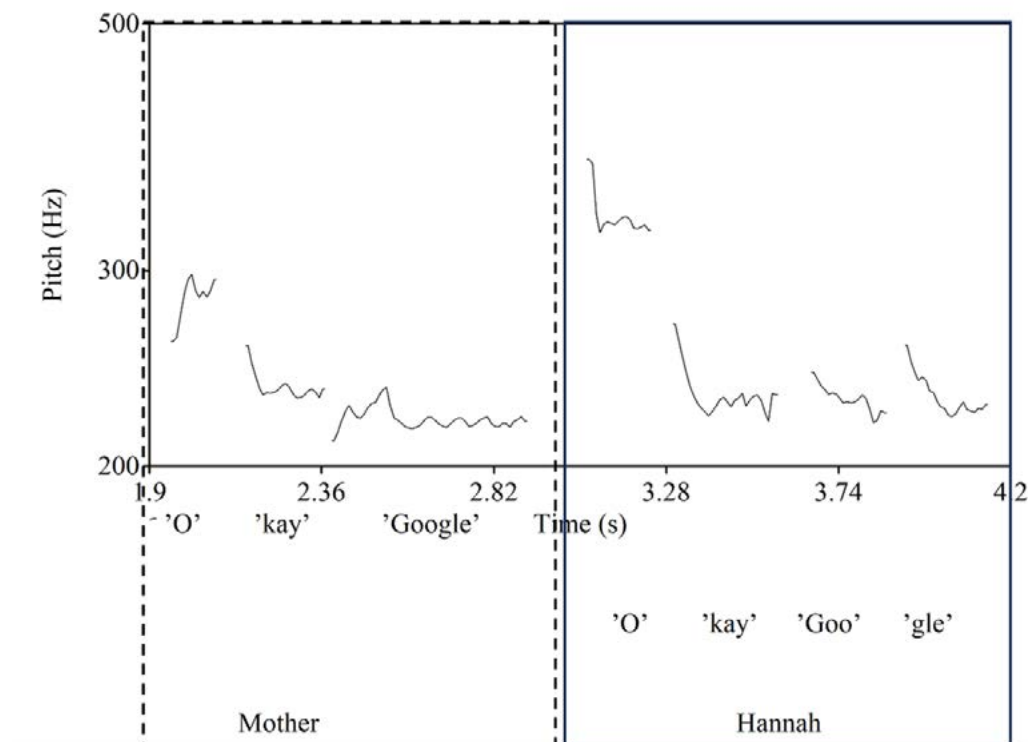 500
Pitch (Hz)
300
200
1.9 2.36 2.82 3.28 3.74 4.2
’O’ ’kay’ ’Google’ Time (s)
’O’ ’kay’ ’Goo’ ’gle’
Mother Hannah